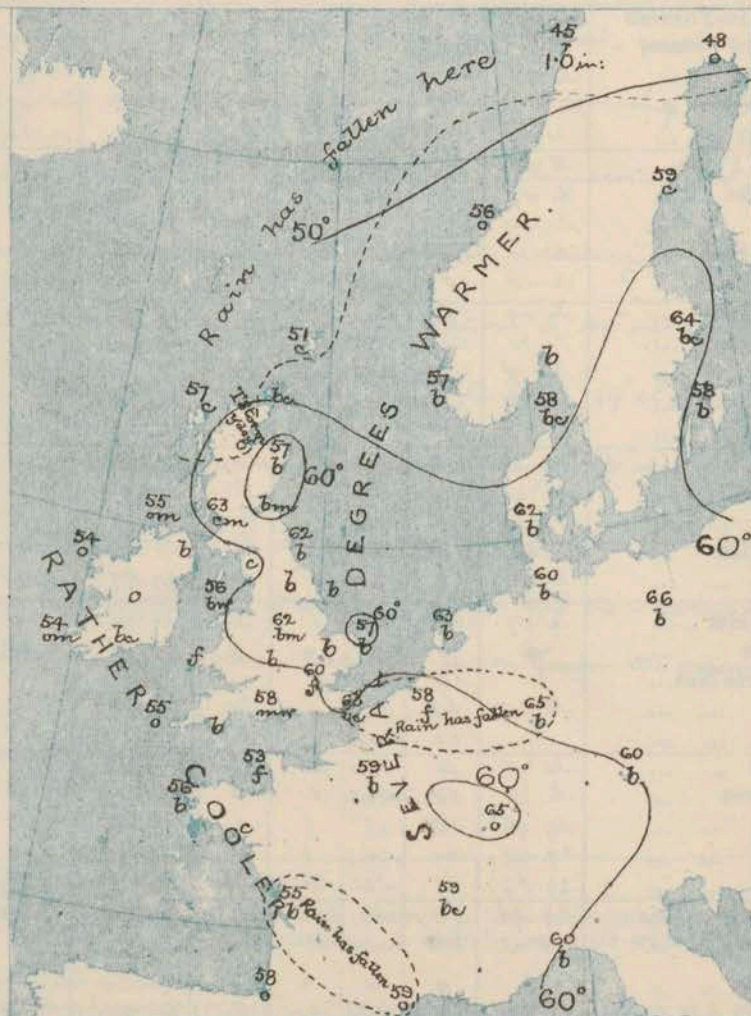 45
1.0 in:
48
Rain has fallen here
59
c
56
50°
WARMER.
51
c
64
bc
57
c
bc
57
b
b
58
bc
58
b
57
b
60°
DEGREES
55
om
63
cm
bm
62
b
62
b
60°
54
RATHER
b
c
56
bm
b
b
60
b
66
b
54
om
bc
62
bm
57
b
60°
63
b
f
b
b
60
f
55
58
mw
b
58
f
Rain has fallen
65
b
SEVERAL
53
f
59
b
60
b
56
b
COOLER
c
60°
65
59
bc
55
b
Rain has fallen
60
b
58
59
60°